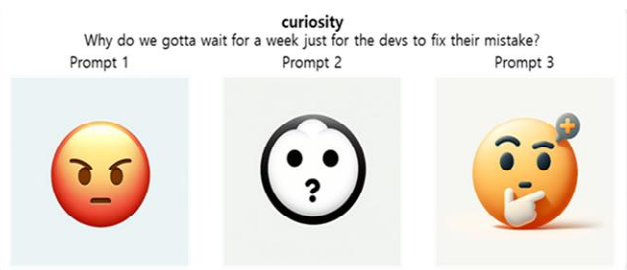 curiosity
Why do we gotta wait for a week just for the devs to fix their mistake?
Prompt 1
Prompt 2
Prompt 3
?
+